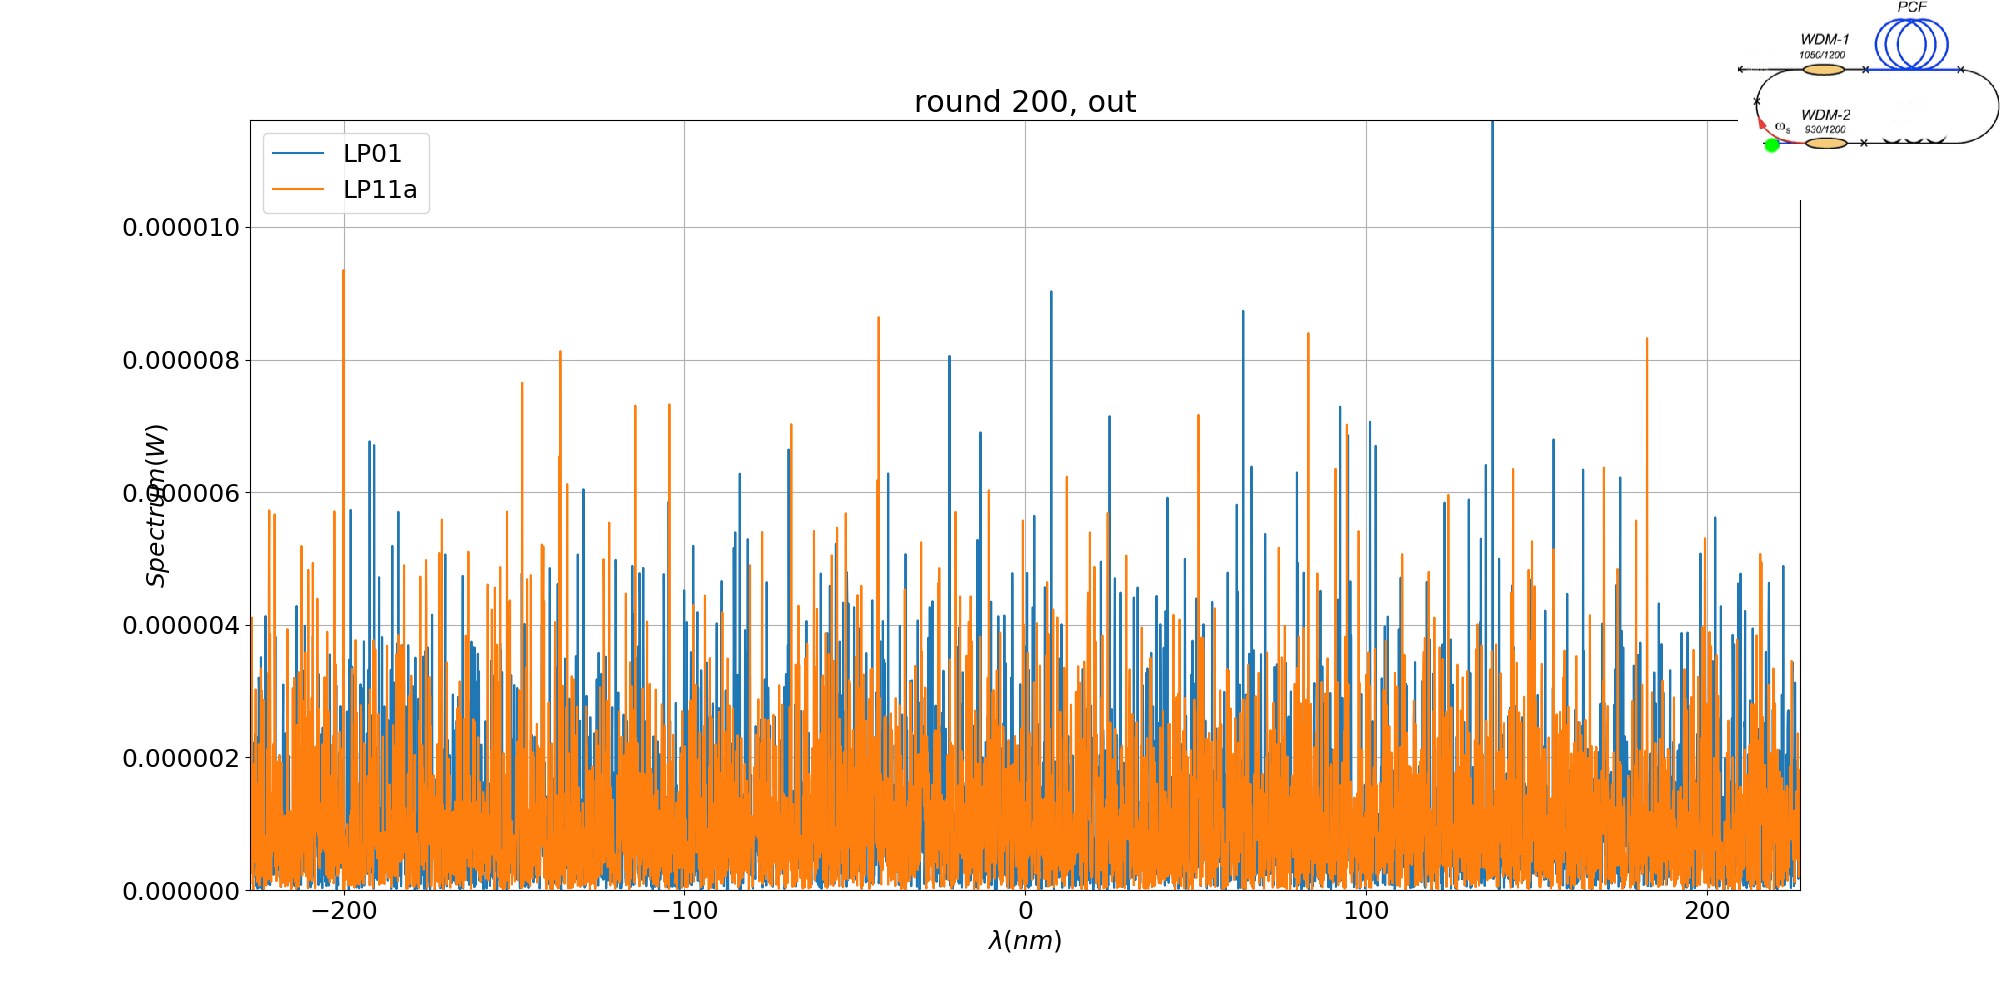 PCF
WDM-1
1050/1200
WDM-2
930/1200
ωs
round 200, out
LP01
LP11a
0.000010
0.000008
0.000006
0.000004
0.000002
0.000000
Spectrum(W)
−200
−100
0
100
200
λ(nm)